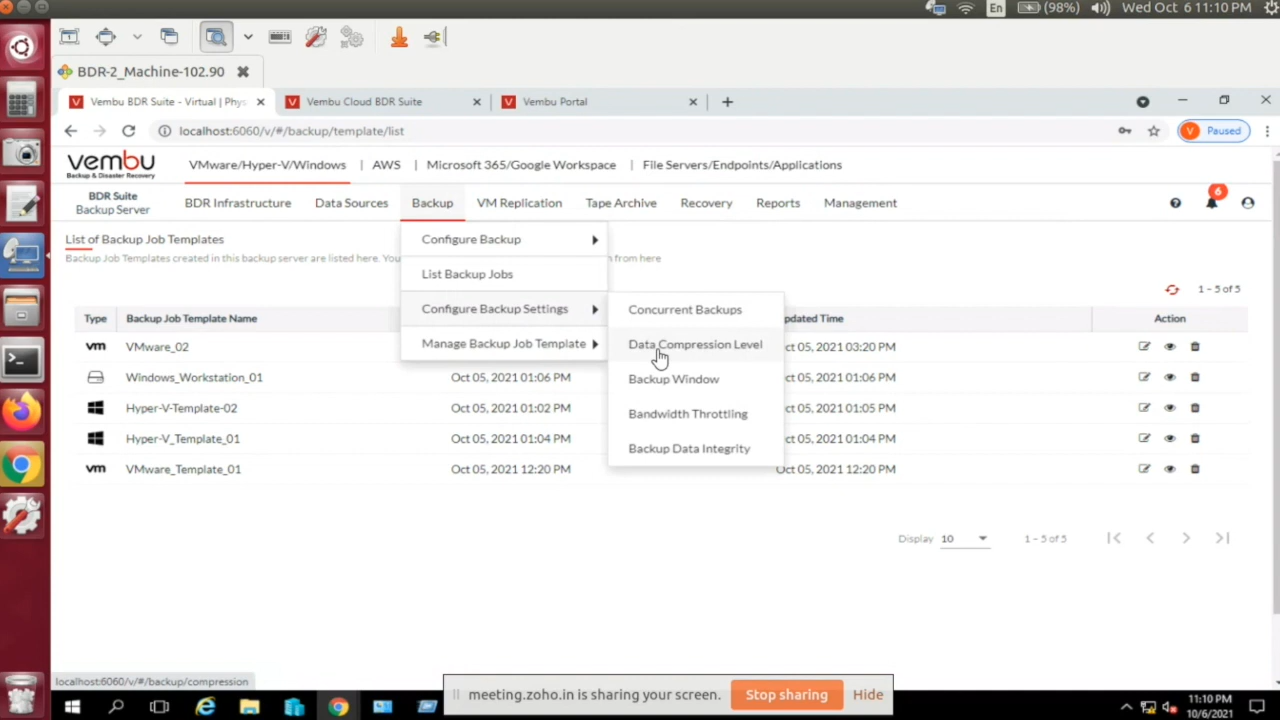 En (98%) Wed Oct 6 11:10 PM
BDR-2_Machine-102.90
Vembu BDR Suite - Virtual | Phys
Vembu Cloud BDR Suite
Vembu Portal
localhost:6060/v/#/backup/template/list
V Paused
vembu
Backup & Disaster Recovery
VMware/Hyper-V/Windows | AWS | Microsoft 365/Google Workspace | File Servers/Endpoints/Applications
BDR Suite
Backup Server
BDR Infrastructure Data Sources Backup VM Replication Tape Archive Recovery Reports Management
6
List of Backup Job Templates
Backup Job Templates created in this backup server are listed here. You
m from here
Configure Backup
List Backup Jobs
Configure Backup Settings
Manage Backup Job Template
Concurrent Backups
Data Compression Level
Backup Window
Bandwidth Throttling
Backup Data Integrity
1 - 5 of 5
Type Backup Job Template Name pdated Time Action
vm VMware_02 ct 05, 2021 03:20 PM
Windows_Workstation_01 Oct 05, 2021 01:06 PM ct 05, 2021 01:06 PM
Hyper-V-Template-02 Oct 05, 2021 01:02 PM ct 05, 2021 01:05 PM
Hyper-V_Template_01 Oct 05, 2021 01:04 PM ct 05, 2021 01:04 PM
vm VMware_Template_01 Oct 05, 2021 12:20 PM Oct 05, 2021 12:20 PM
Display 10 1 - 5 of 5
localhost:6060/v/#/backup/compression
meeting.zoho.in is sharing your screen. Stop sharing Hide
11:10 PM
10/6/2021